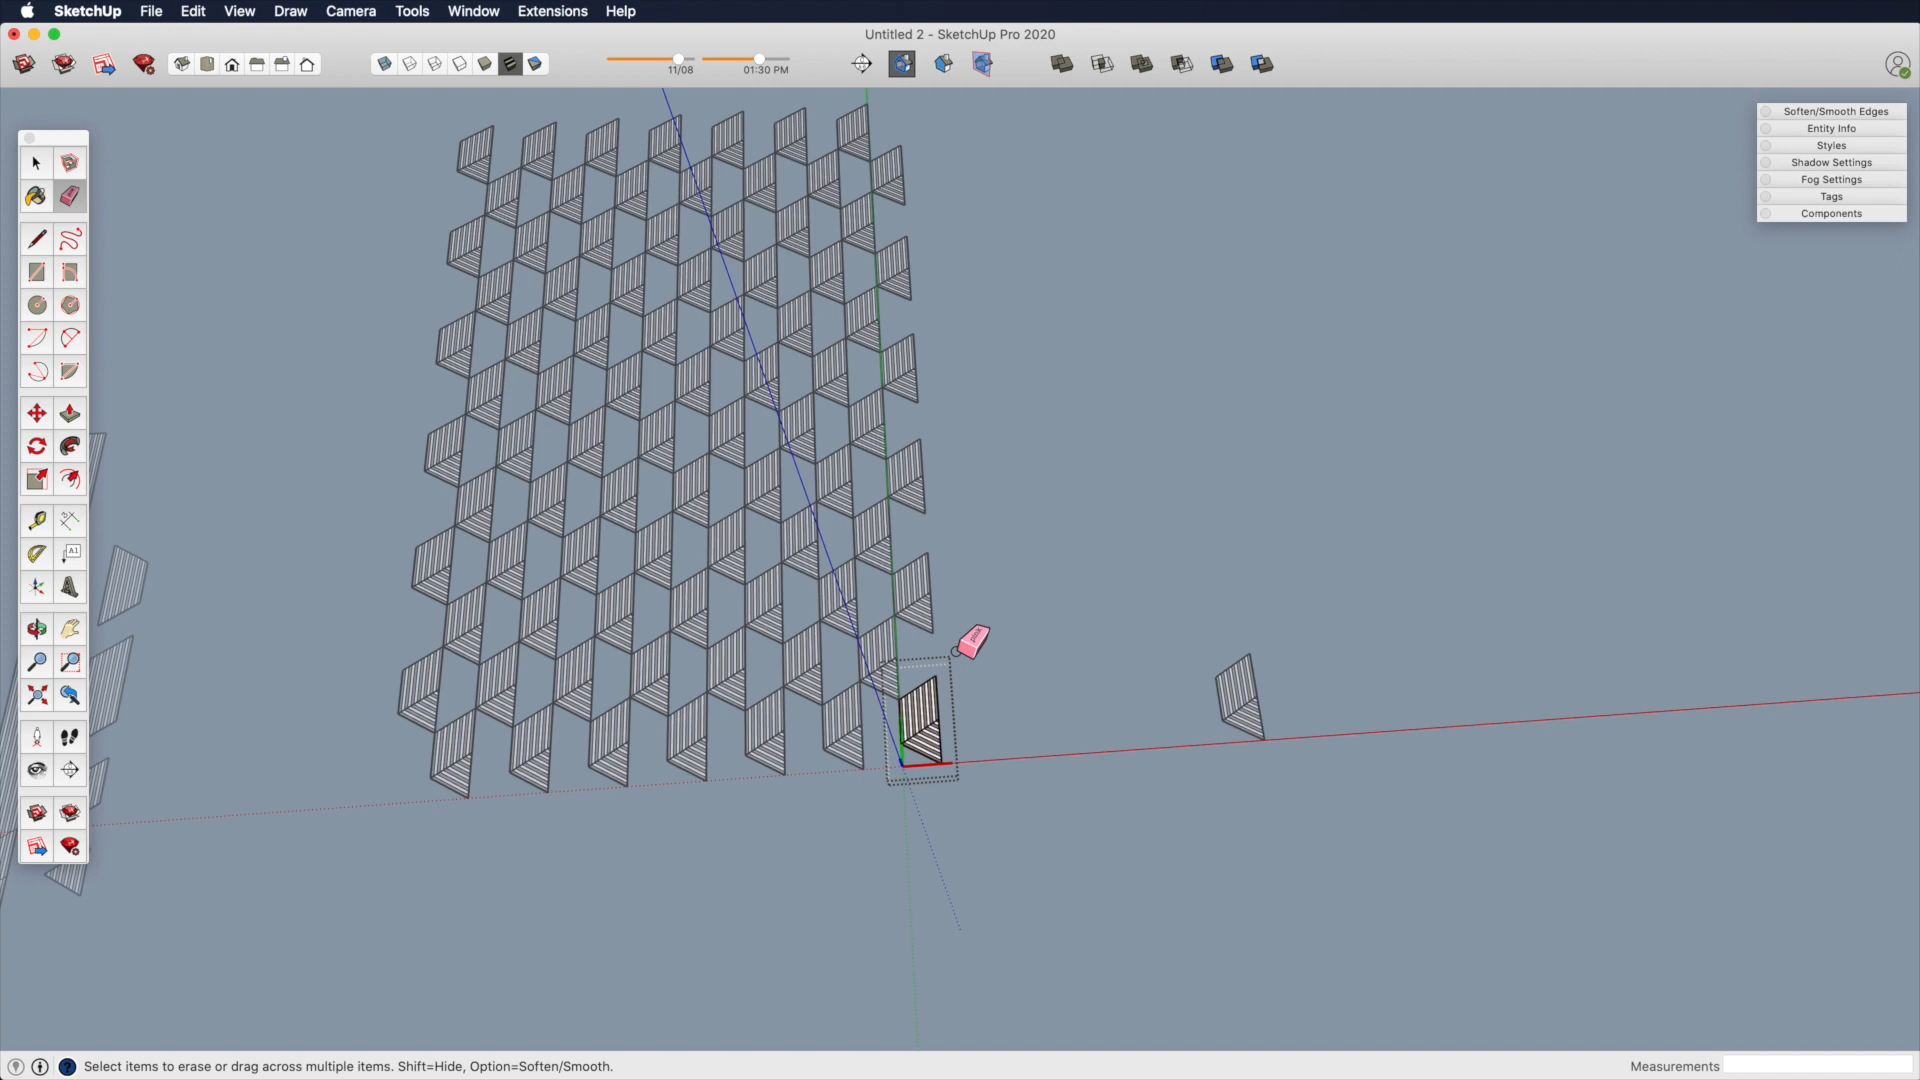 SketchUp File Edit View Draw Camera Tools Window Extensions Help
Untitled 2 - SketchUp Pro 2020
11/08 01:30 PM
Soften/Smooth Edges
Entity Info
Styles
Shadow Settings
Fog Settings
Tags
Components
A1
pink
Select items to erase or drag across multiple items. Shift=Hide, Option=Soften/Smooth.
Measurements